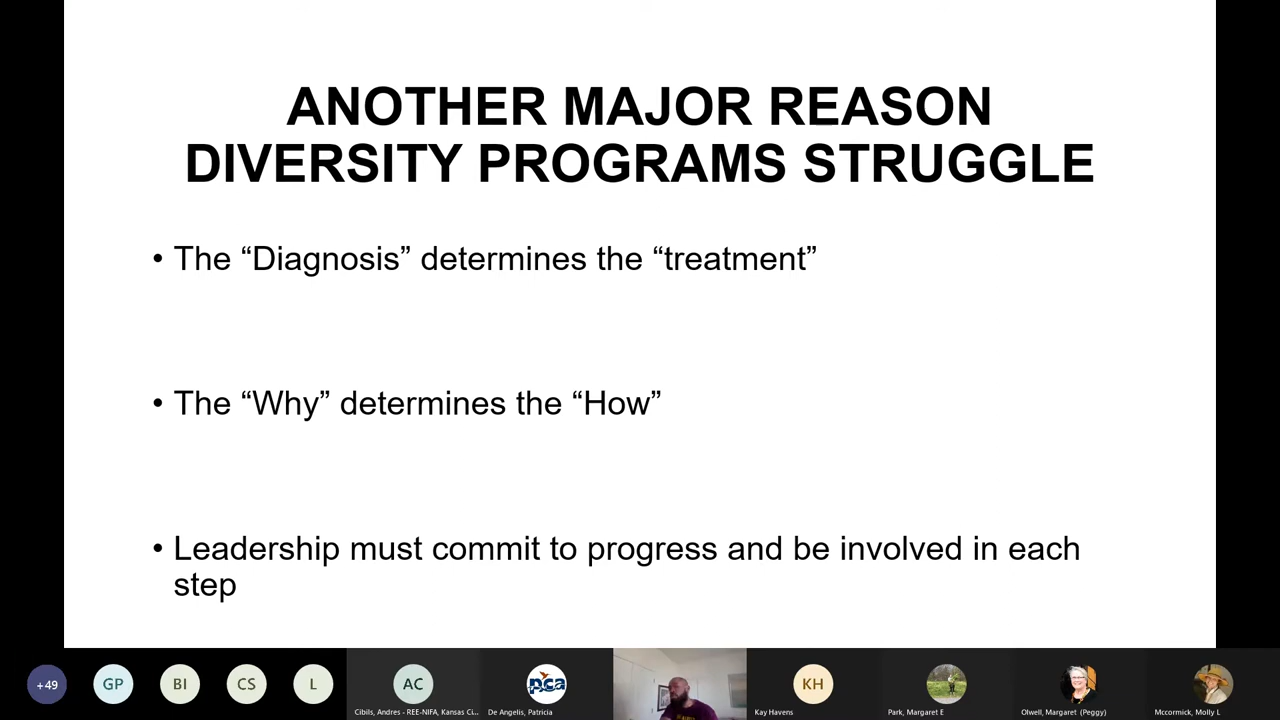 ANOTHER MAJOR REASON
DIVERSITY PROGRAMS STRUGGLE
• The “Diagnosis” determines the “treatment”
• The “Why” determines the “How”
• Leadership must commit to progress and be involved in each
step
+49
GP
BI
CS
L
AC
pca
KH
Cibils, Andres - REE-NIFA, Kansas Ci...
De Angelis, Patricia
Kay Havens
Park, Margaret E
Olwell, Margaret (Peggy)
Mccormick, Molly L